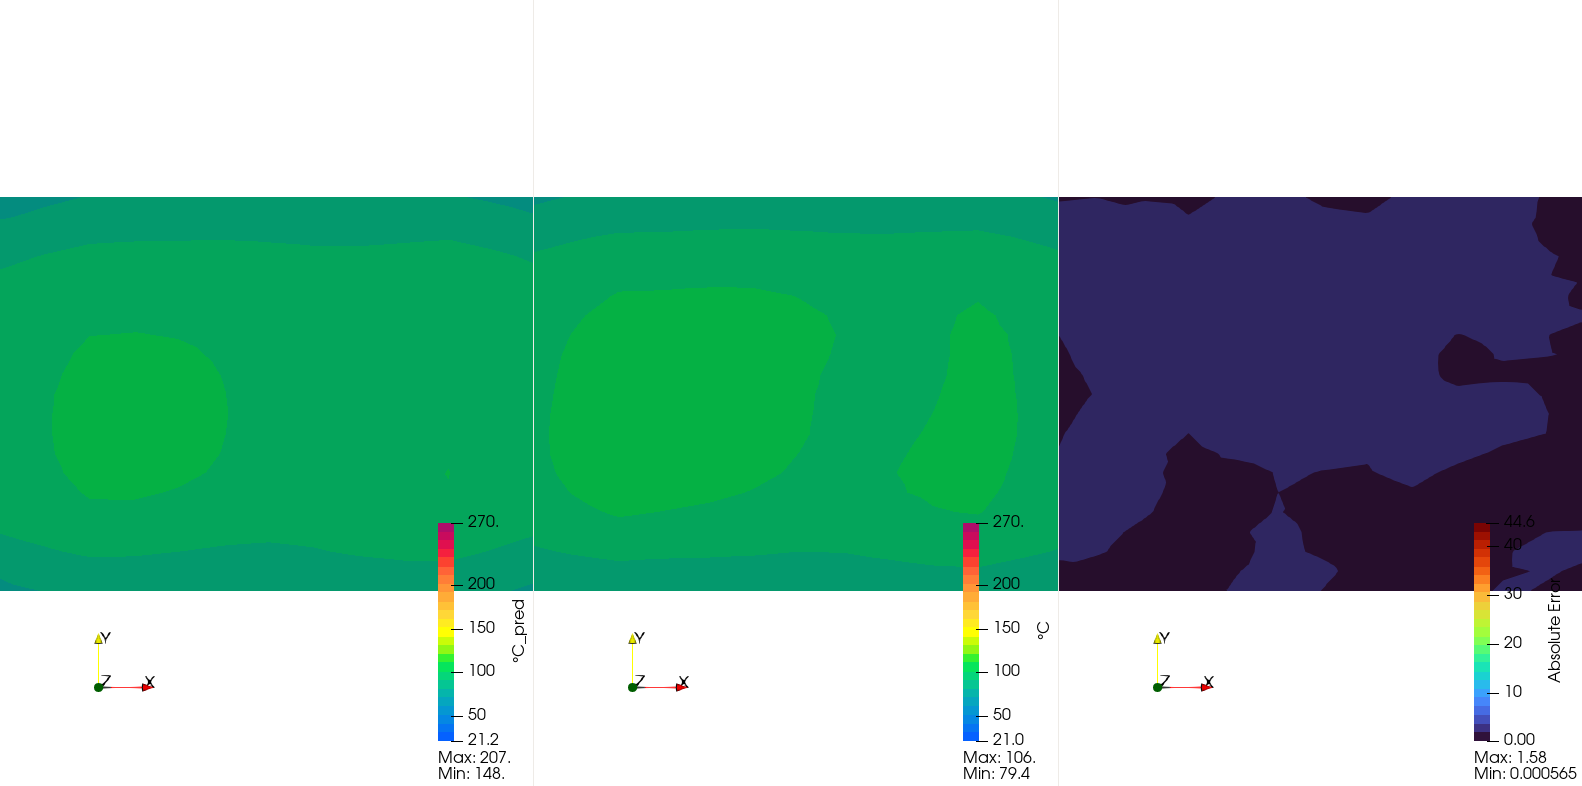 270.
200
150
100
50
21.2
°C_pred
Max: 207.
Min: 148.
Y
Z
X
270.
200
150
100
50
21.0
°C
Max: 106.
Min: 79.4
Y
Z
X
44.6
40
30
20
10
0.00
Absolute Error
Max: 1.58
Min: 0.000565
Y
Z
X